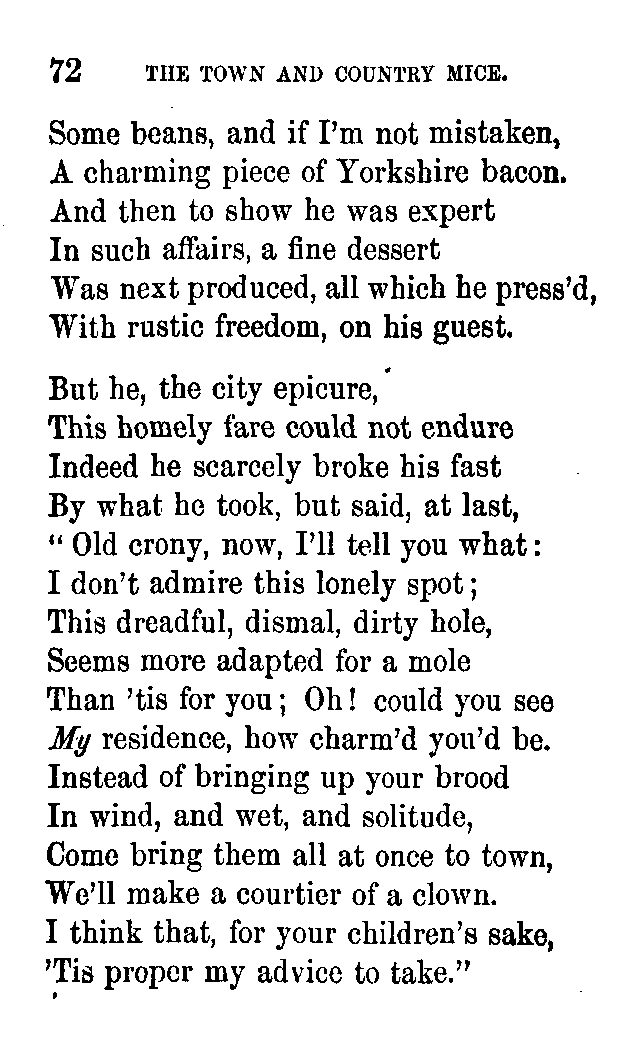 72 THE TOWN AND COUNTRY MICE.
Some beans, and if I'm not mistaken,
A charming piece of Yorkshire bacon.
And then to show he was expert
In such affairs, a fine dessert
Was next produced, all which he press'd,
With rustic freedom, on his guest.
But he, the city epicure,
This homely fare could not endure
Indeed he scarcely broke his fast
By what he took, but said, at last,
“ Old crony, now, I'll tell you what :
I don't admire this lonely spot ;
This dreadful, dismal, dirty hole,
Seems more adapted for a mole
Than 'tis for you ; Oh ! could you see
My residence, how charm'd you'd be.
Instead of bringing up your brood
In wind, and wet, and solitude,
Come bring them all at once to town,
We'll make a courtier of a clown.
I think that, for your children's sake,
'Tis proper my advice to take.”